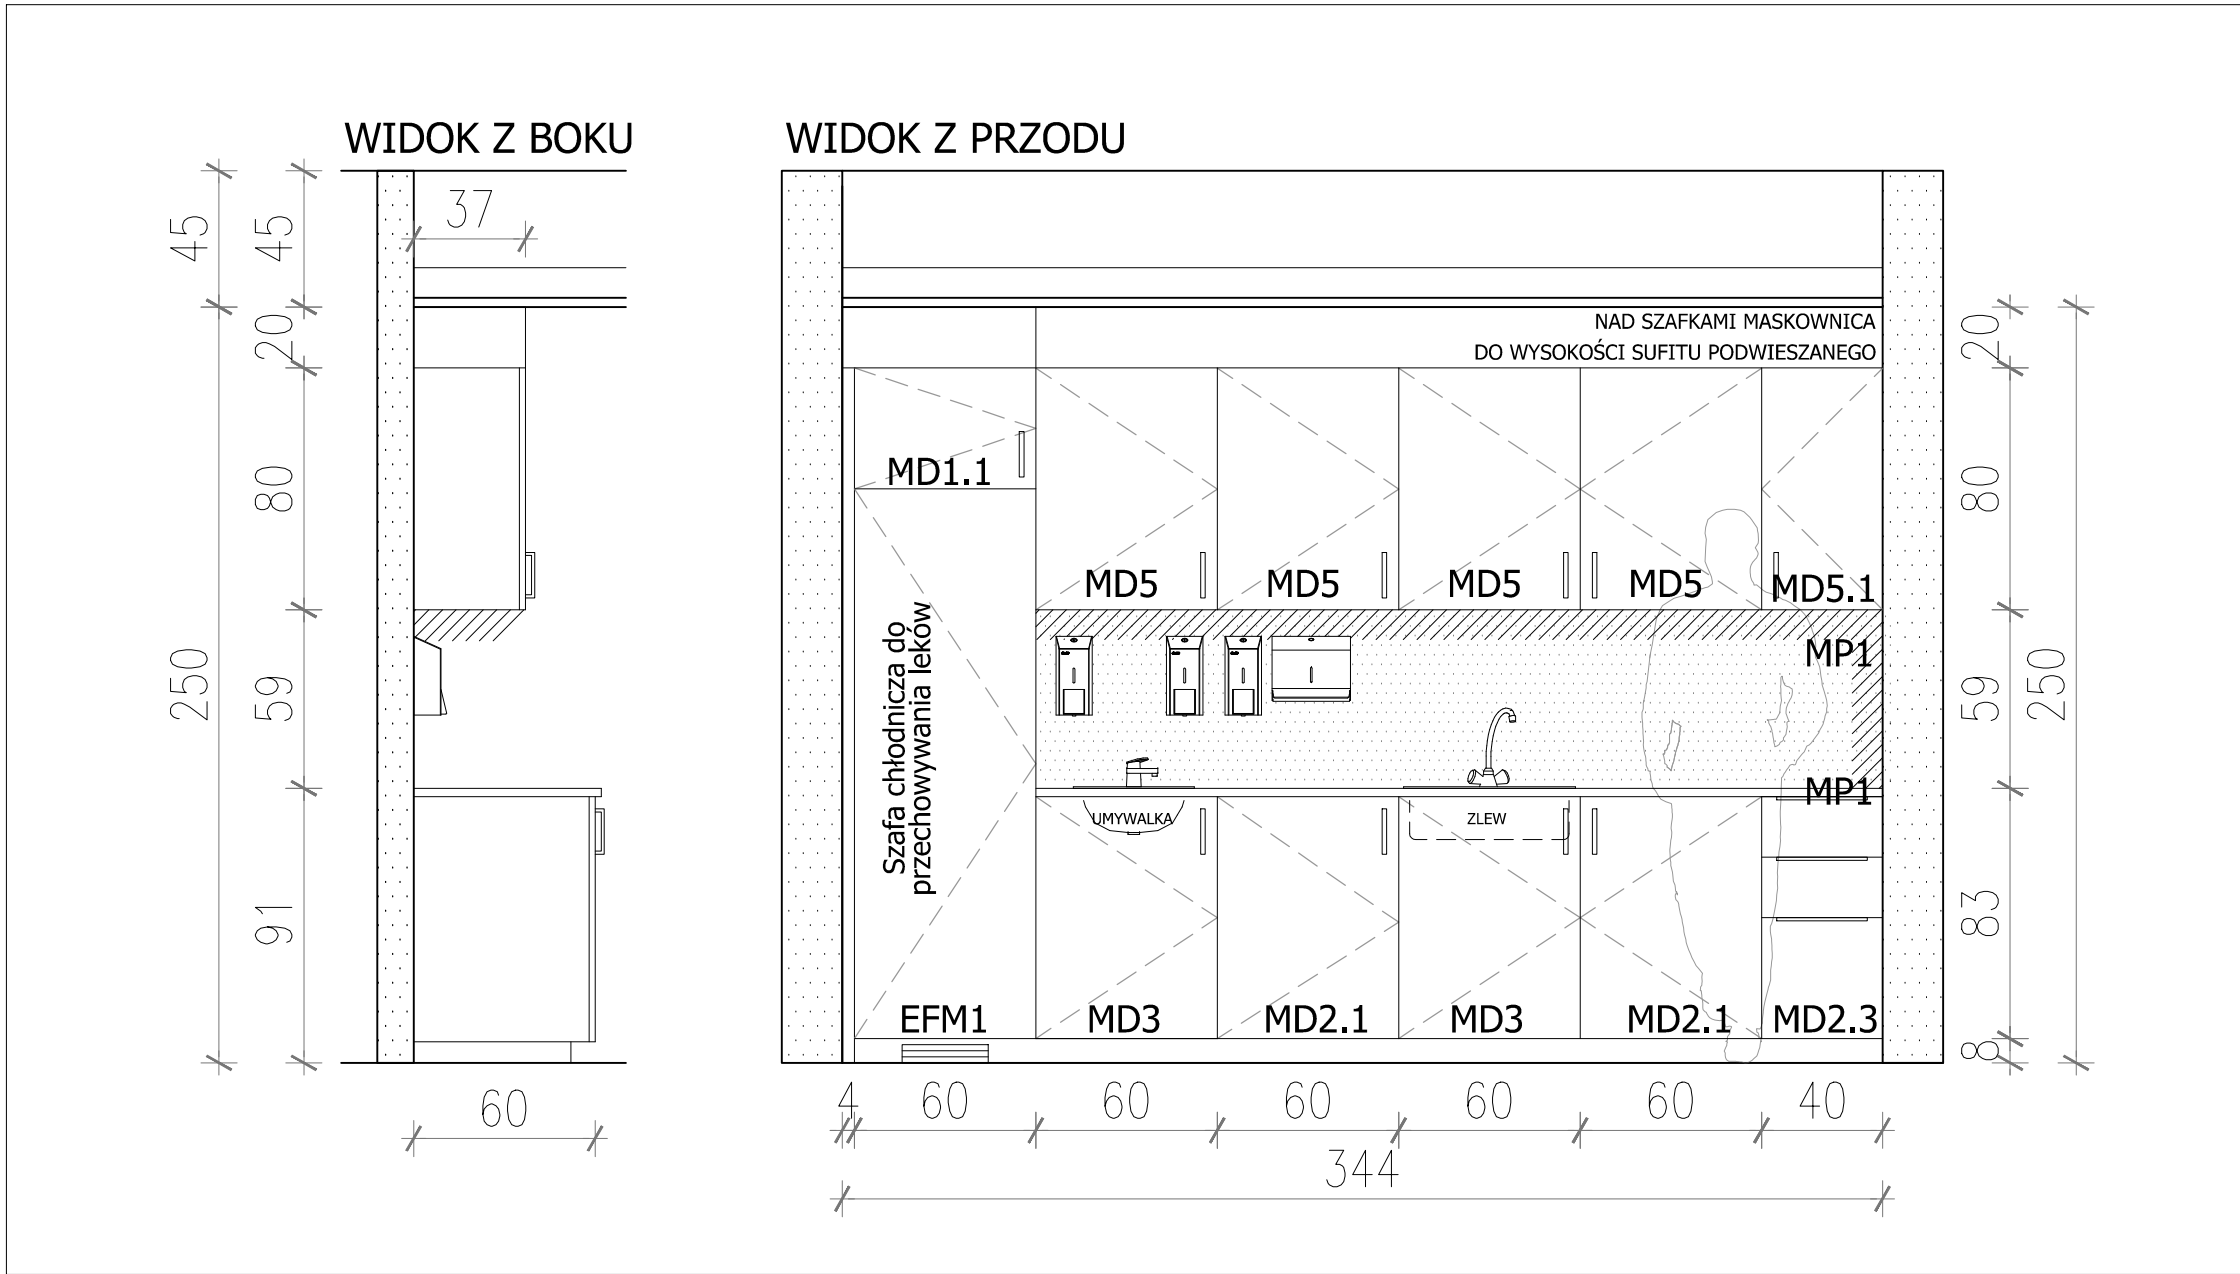 WIDOK Z BOKU
WIDOK Z PRZODU
37
45
45
20
80
250
59
91
60
NAD SZAFKAMI MASKOWNICA
DO WYSOKOŚCI SUFITU PODWIESZANEGO
MD1.1
MD5
MD5
MD5
MD5
MD5.1
Szafa chłodnicza do
przechowywania leków
MP1
MP1
UMYWALKA
ZLEW
EFM1
MD3
MD2.1
MD3
MD2.1
MD2.3
20
80
59
250
83
8
4
60
60
60
60
60
40
344